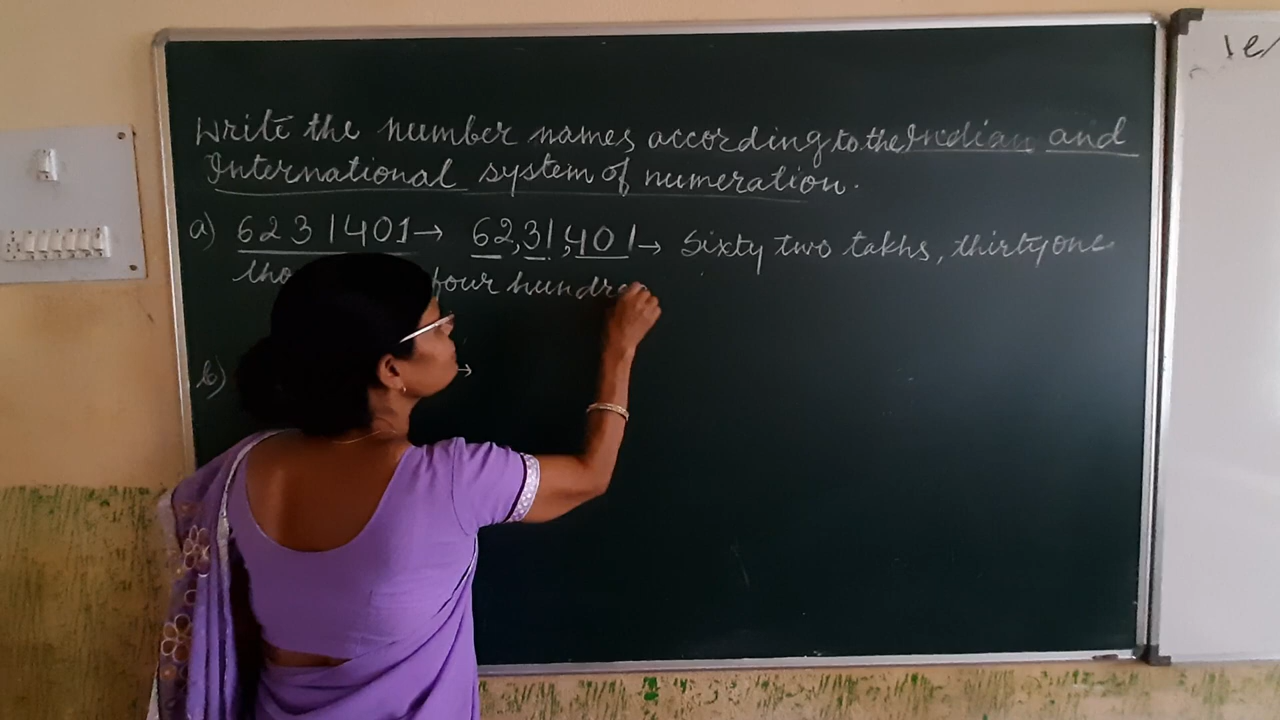 Write the number names according to the Indian and
International system of numeration.
a) 6231401→ 62,31,401→ Sixty two lakhs, thirty one
four hundre
b) →